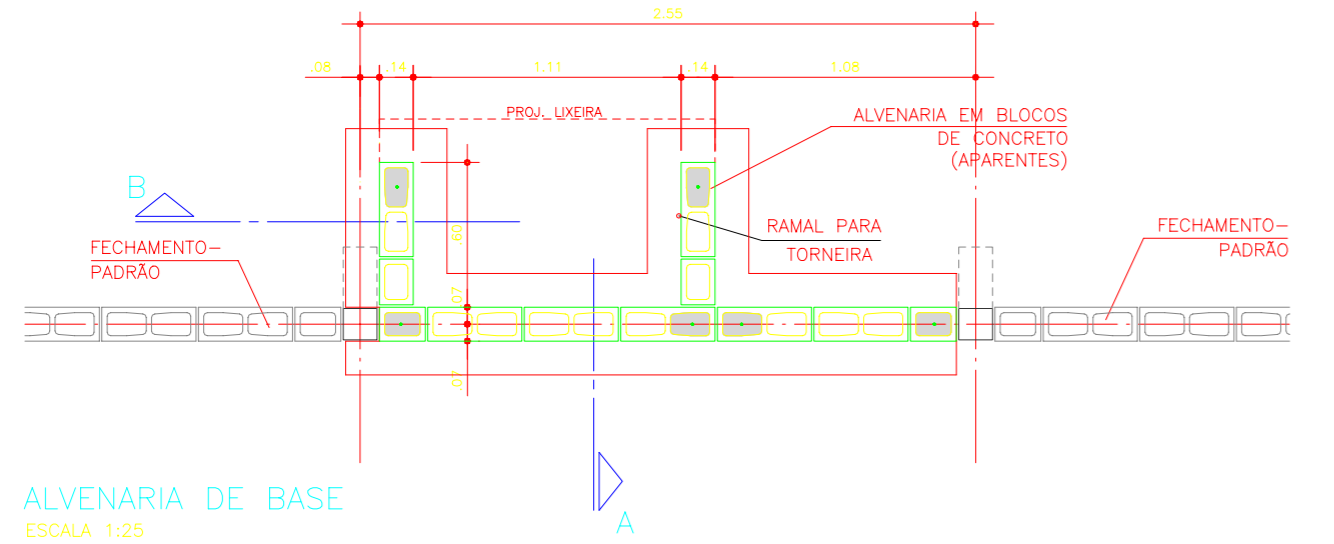 2.55
.08
.14
1.11
.14
1.08
PROJ. LIXEIRA
ALVENARIA EM BLOCOS
DE CONCRETO
(APARENTES)
B
.60
RAMAL PARA
TORNEIRA
FECHAMENTO-
PADRÃO
FECHAMENTO-
PADRÃO
.07
.07
A
ALVENARIA DE BASE
ESCALA 1:25